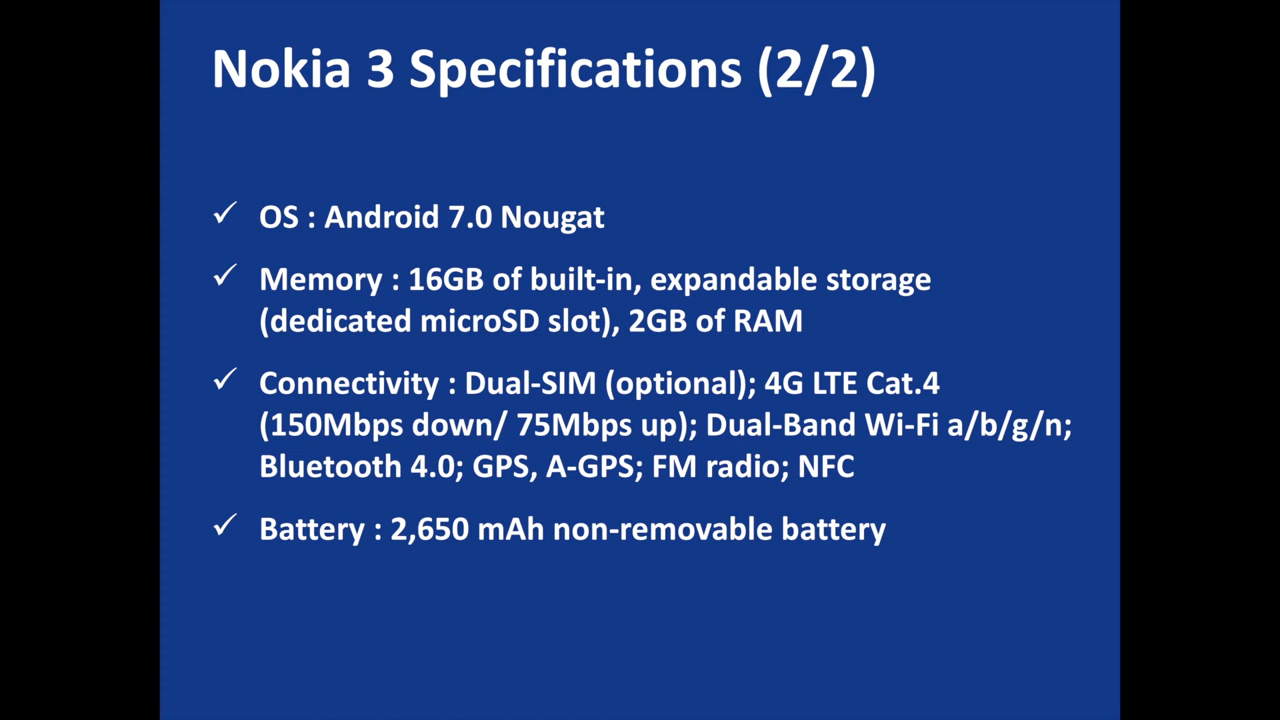 Nokia 3 Specifications (2/2)
✓ OS : Android 7.0 Nougat
✓ Memory : 16GB of built-in, expandable storage
(dedicated microSD slot), 2GB of RAM
✓ Connectivity : Dual-SIM (optional); 4G LTE Cat.4
(150Mbps down/ 75Mbps up); Dual-Band Wi-Fi a/b/g/n;
Bluetooth 4.0; GPS, A-GPS; FM radio; NFC
✓ Battery : 2,650 mAh non-removable battery